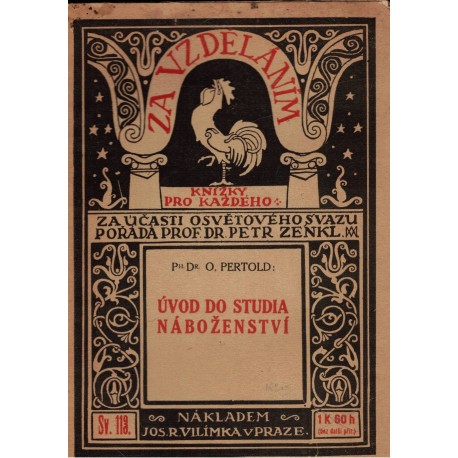 ZA VZDĚLÁNÍM
KNIŽKY
PRO KAŽDÉHO
ZA ÚČASTI OSVĚTOVÉHO SVAZU
POŘÁDÁ PROF. DR. PETR ZENKL.
PH. DR. O. PERTOLD:
ÚVOD DO STUDIA
NÁBOŽENSTVÍ
Sv. 118.
NÁKLADEM
JOS. R. VILÍMKA V PRAZE.
1 K 60 h